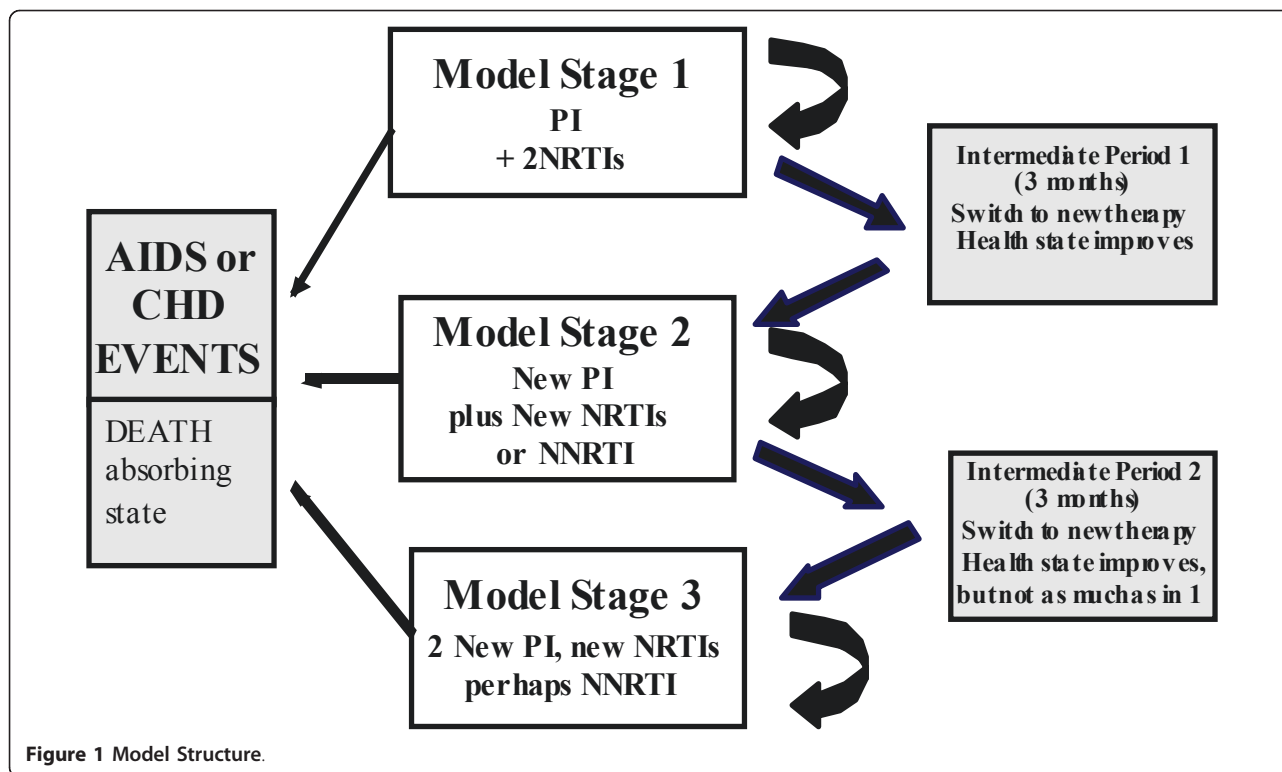 Model Stage 1
PI
+ 2NRTIs
Intermediate Period 1
(3 months)
Switch to new therapy
Health state improves
AIDS or
CHD
EVENTS
DEATH
absorbing
state
Model Stage 2
New PI
plus New NRTIs
or NNRTI
Intermediate Period 2
(3 months)
Switch to new therapy
Health state improves,
but not as much as in 1
Model Stage 3
2 New PI, new NRTIs
perhaps NNRTI
Figure 1 Model Structure.